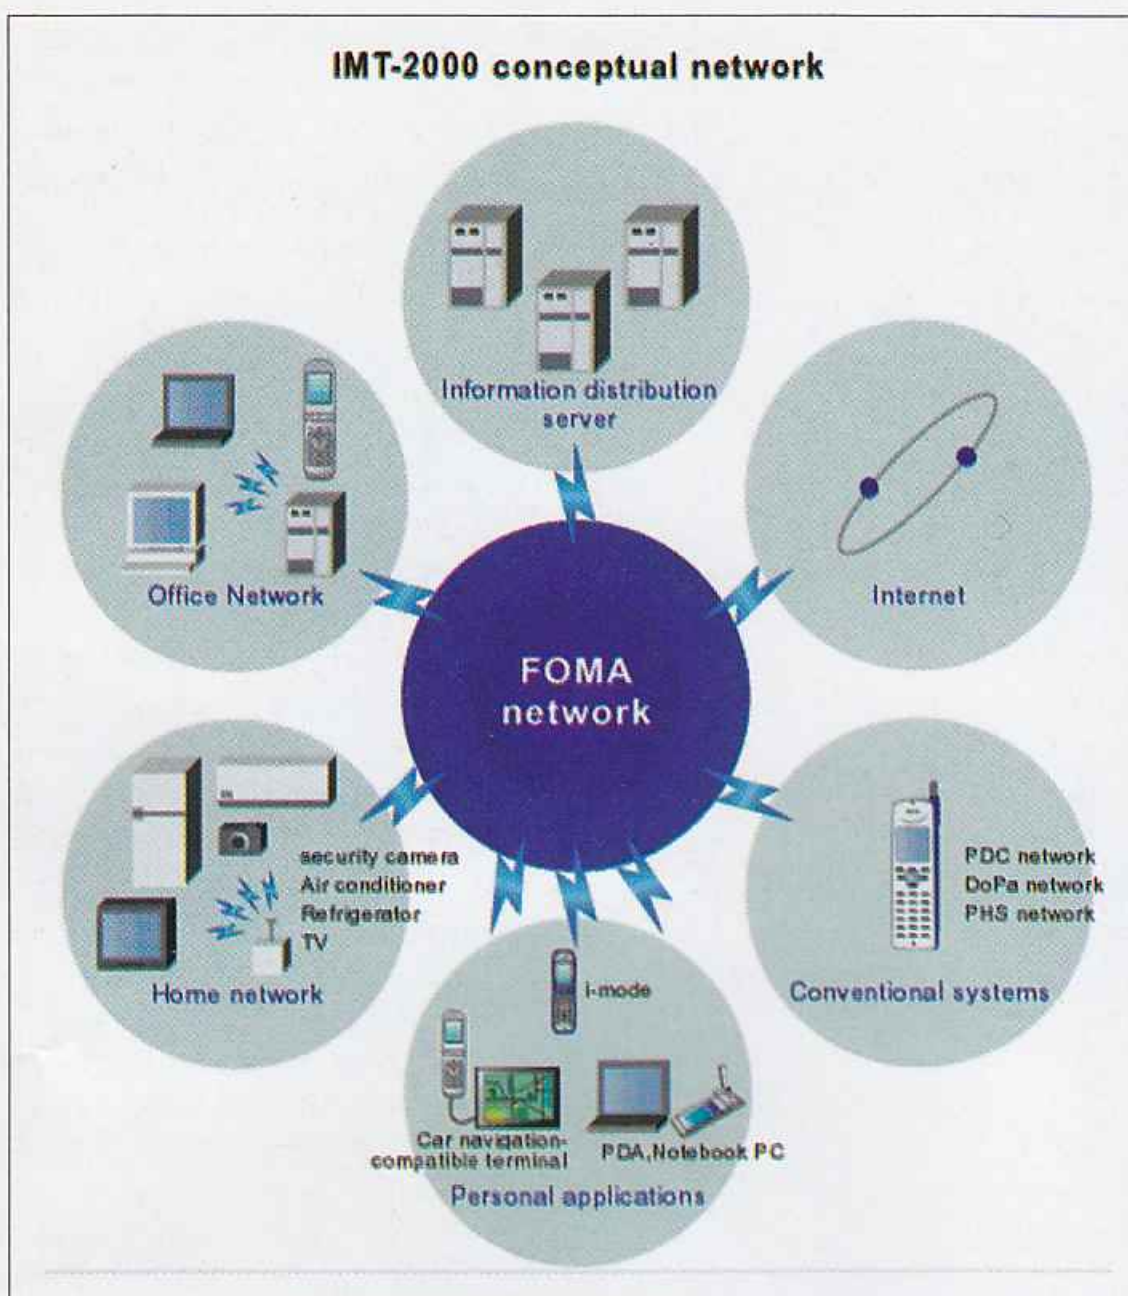 IMT-2000 conceptual network
Information distribution
server
Office Network
Internet
FOMA
network
security camera
Air conditioner
Refrigerator
TV
Home network
PDC network
DoPa network
PHS network
Conventional systems
i-mode
Car navigation-
compatible terminal
PDA,Notebook PC
Personal applications